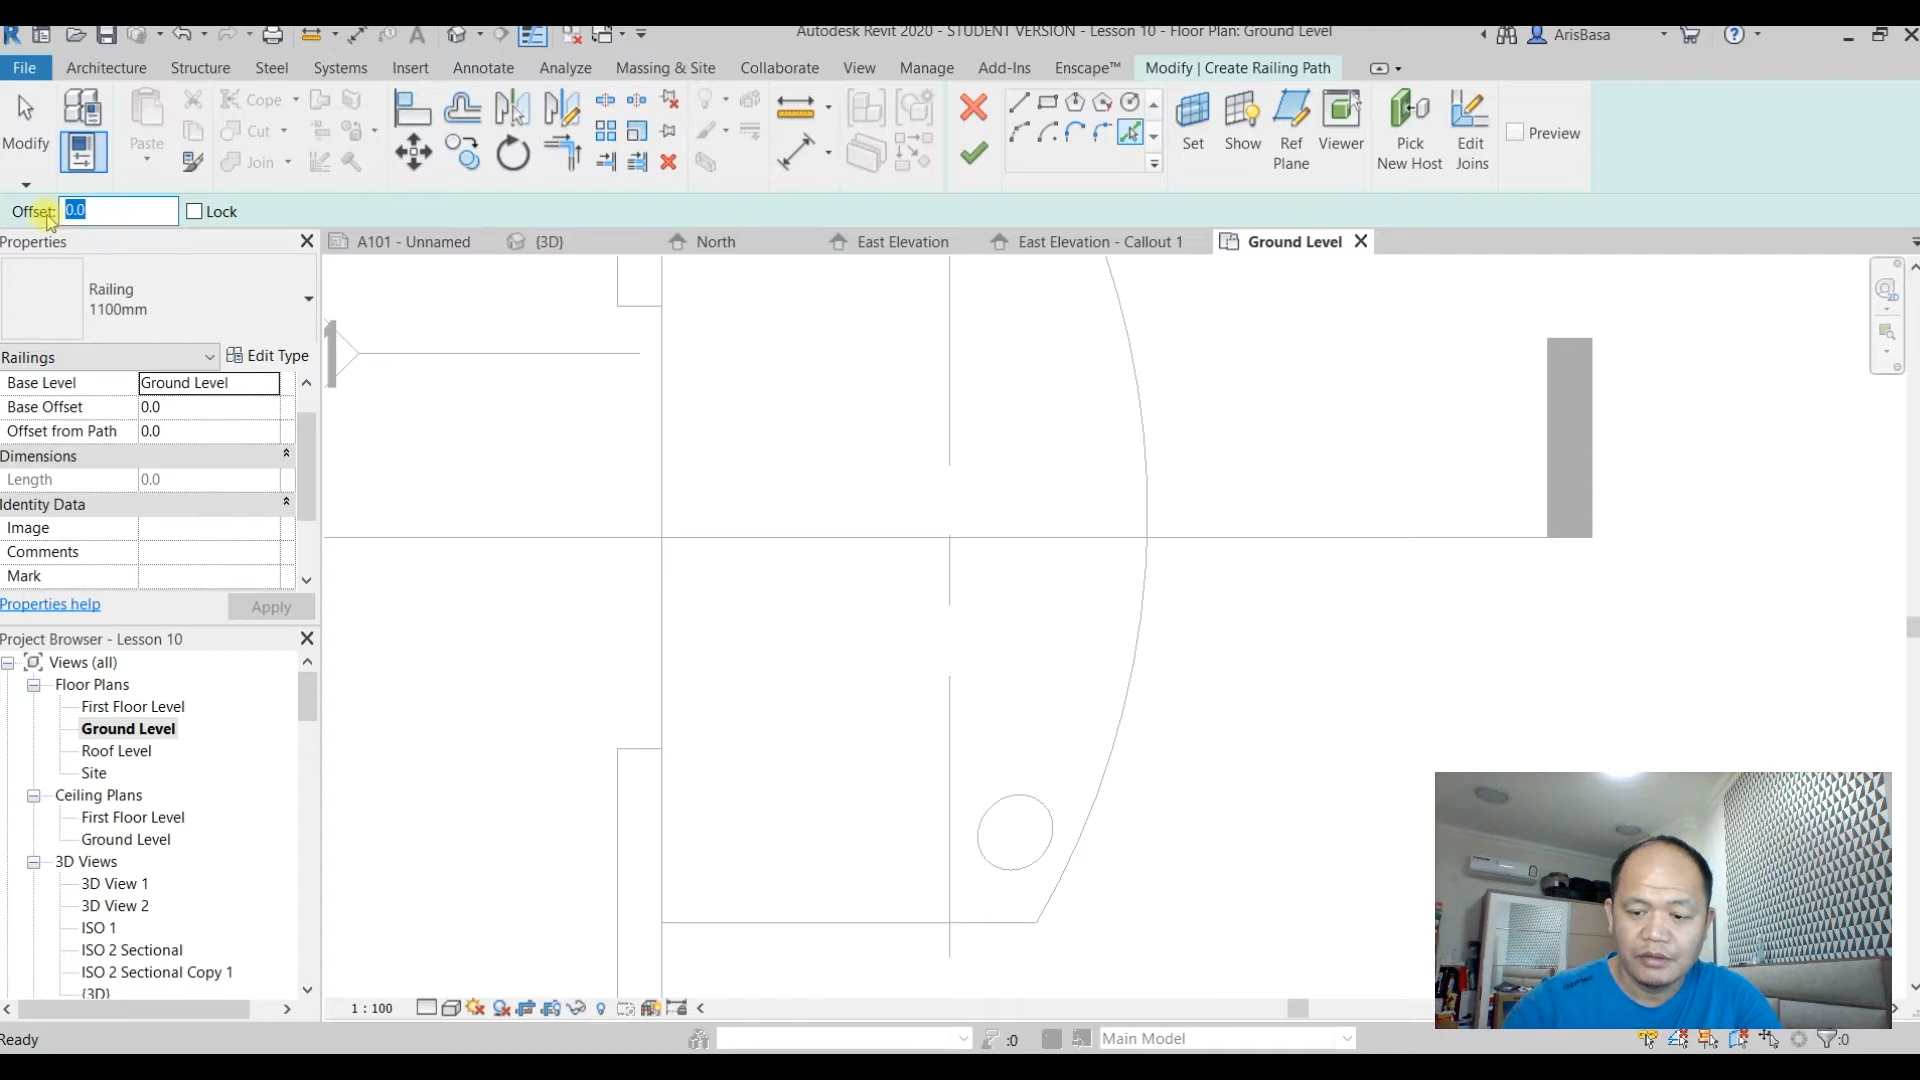 Autodesk Revit 2020 - STUDENT VERSION - Lesson 10 - Floor Plan: Ground Level
ArisBasa
File Architecture Structure Steel Systems Insert Annotate Analyze Massing & Site Collaborate View Manage Add-Ins Enscape™ Modify | Create Railing Path
Modify
Paste
Cope
Cut
Join
Set
Show
Ref
Plane
Viewer
Pick
New Host
Edit
Joins
Preview
Offset: 0.0 Lock
Properties
A101 - Unnamed {3D} North East Elevation East Elevation - Callout 1 Ground Level
Railing
1100mm
Railings Edit Type
Base Level Ground Level
Base Offset 0.0
Offset from Path 0.0
Dimensions
Length 0.0
Identity Data
Image
Comments
Mark
Properties help Apply
Project Browser - Lesson 10
Views (all)
Floor Plans
First Floor Level
Ground Level
Roof Level
Site
Ceiling Plans
First Floor Level
Ground Level
3D Views
3D View 1
3D View 2
ISO 1
ISO 2 Sectional
ISO 2 Sectional Copy 1
{3D}
1
1 : 100
Ready
:0
Main Model
:0